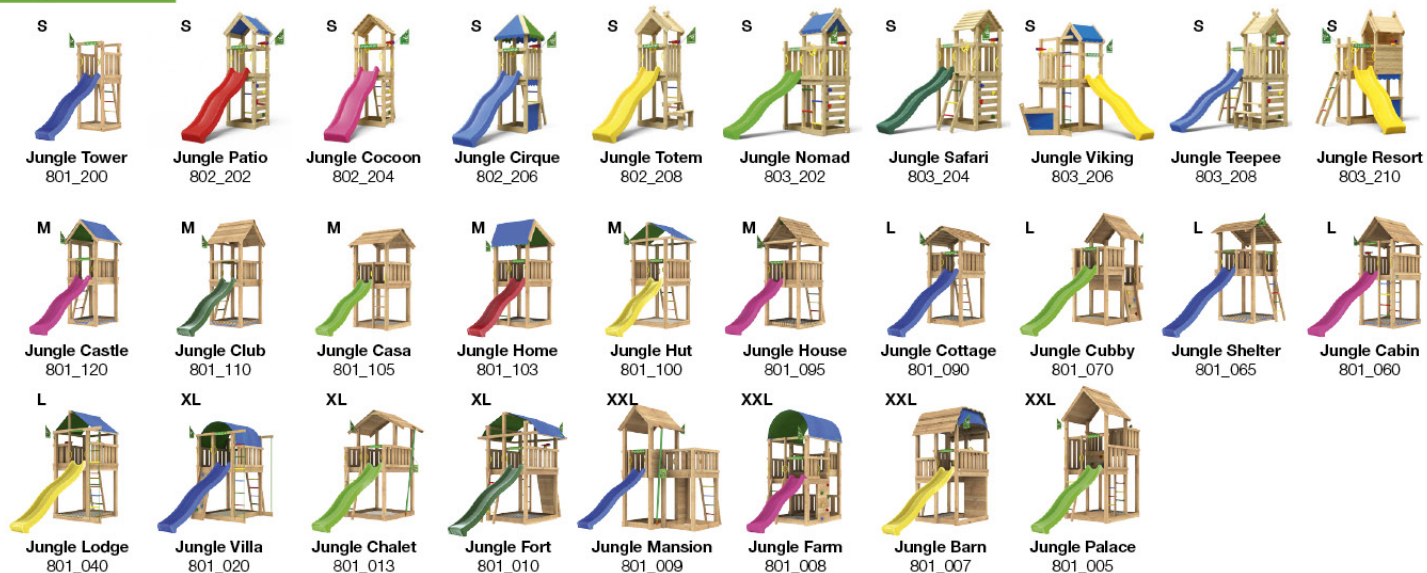 S S S S S S S S S S
Jungle Tower Jungle Patio Jungle Cocoon Jungle Cirque Jungle Totem Jungle Nomad Jungle Safari Jungle Viking Jungle Teepee Jungle Resort
801_200 802_202 802_204 802_206 802_208 803_202 803_204 803_206 803_208 803_210
M M M M M M L L L L
Jungle Castle Jungle Club Jungle Casa Jungle Home Jungle Hut Jungle House Jungle Cottage Jungle Cubby Jungle Shelter Jungle Cabin
801_120 801_110 801_105 801_103 801_100 801_095 801_090 801_070 801_065 801_060
L XL XL XL XXL XXL XXL XXL
Jungle Lodge Jungle Villa Jungle Chalet Jungle Fort Jungle Mansion Jungle Farm Jungle Barn Jungle Palace
801_040 801_020 801_013 801_010 801_009 801_008 801_007 801_005